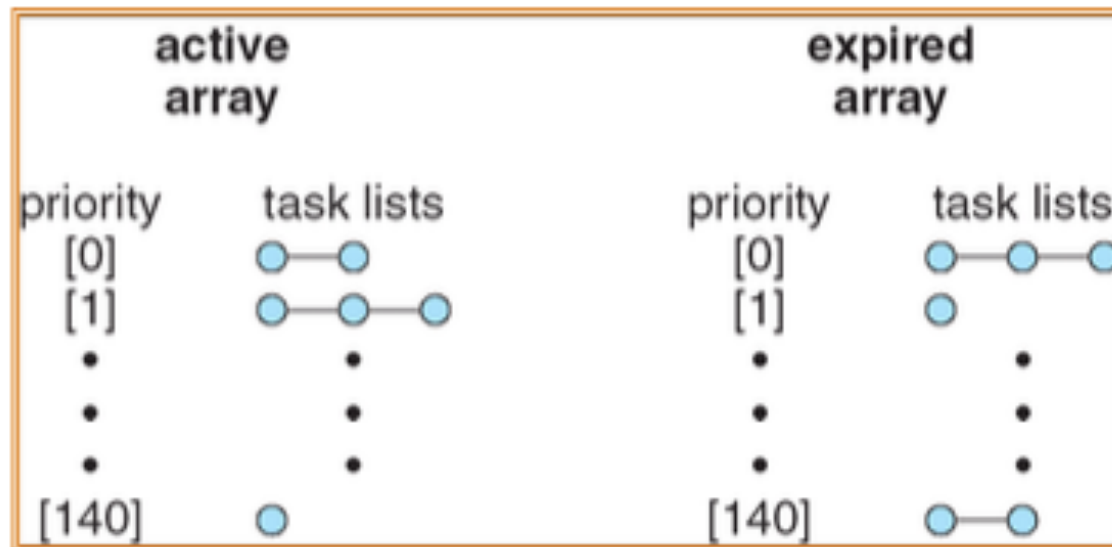 active array
expired array
priority task lists
priority task lists
[0]
[0]
[1]
[1]
[140]
[140]